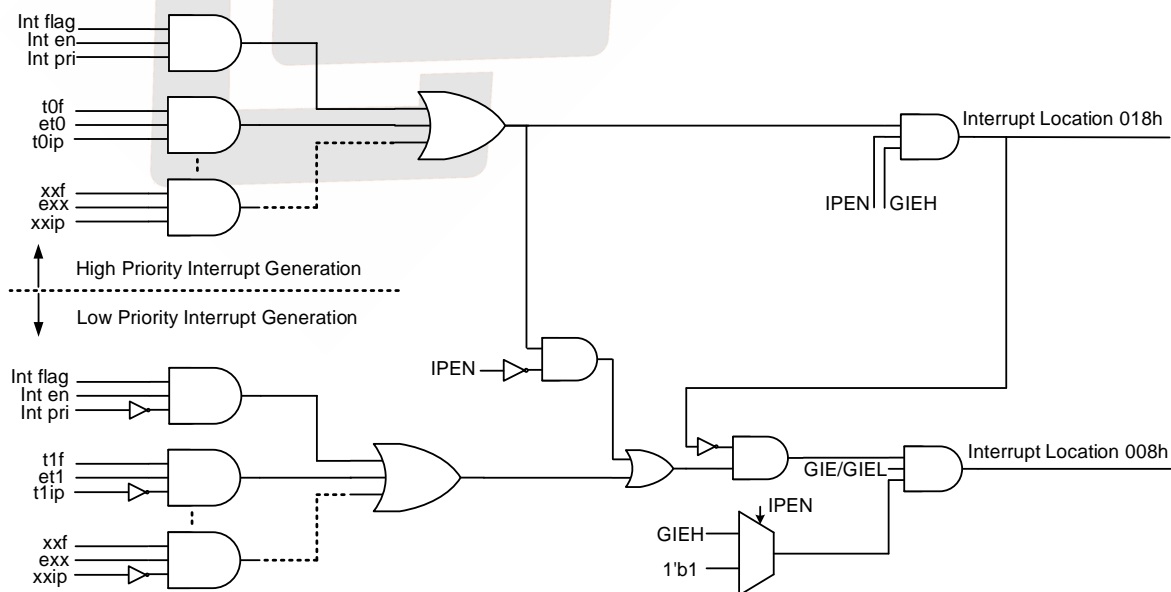 Int flag
Int en
Int pri
t0f
et0
t0ip
xxf
exx
xxip
Interrupt Location 018h
IPEN GIEH
High Priority Interrupt Generation
Low Priority Interrupt Generation
IPEN
Int flag
Int en
Int pri
t1f
et1
t1ip
xxf
exx
xxip
Interrupt Location 008h
GIE/GIEL
IPEN
GIEH
1'b1